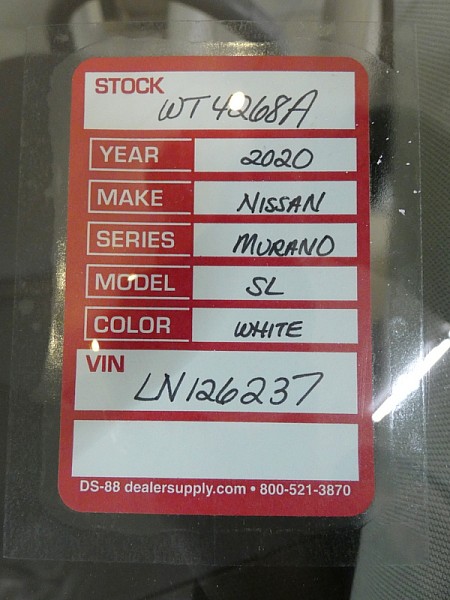 STOCK
WT4268A
YEAR 2020
MAKE NISSAN
SERIES MURANO
MODEL SL
COLOR WHITE
VIN
LN126237
DS-88 dealersupply.com • 800-521-3870